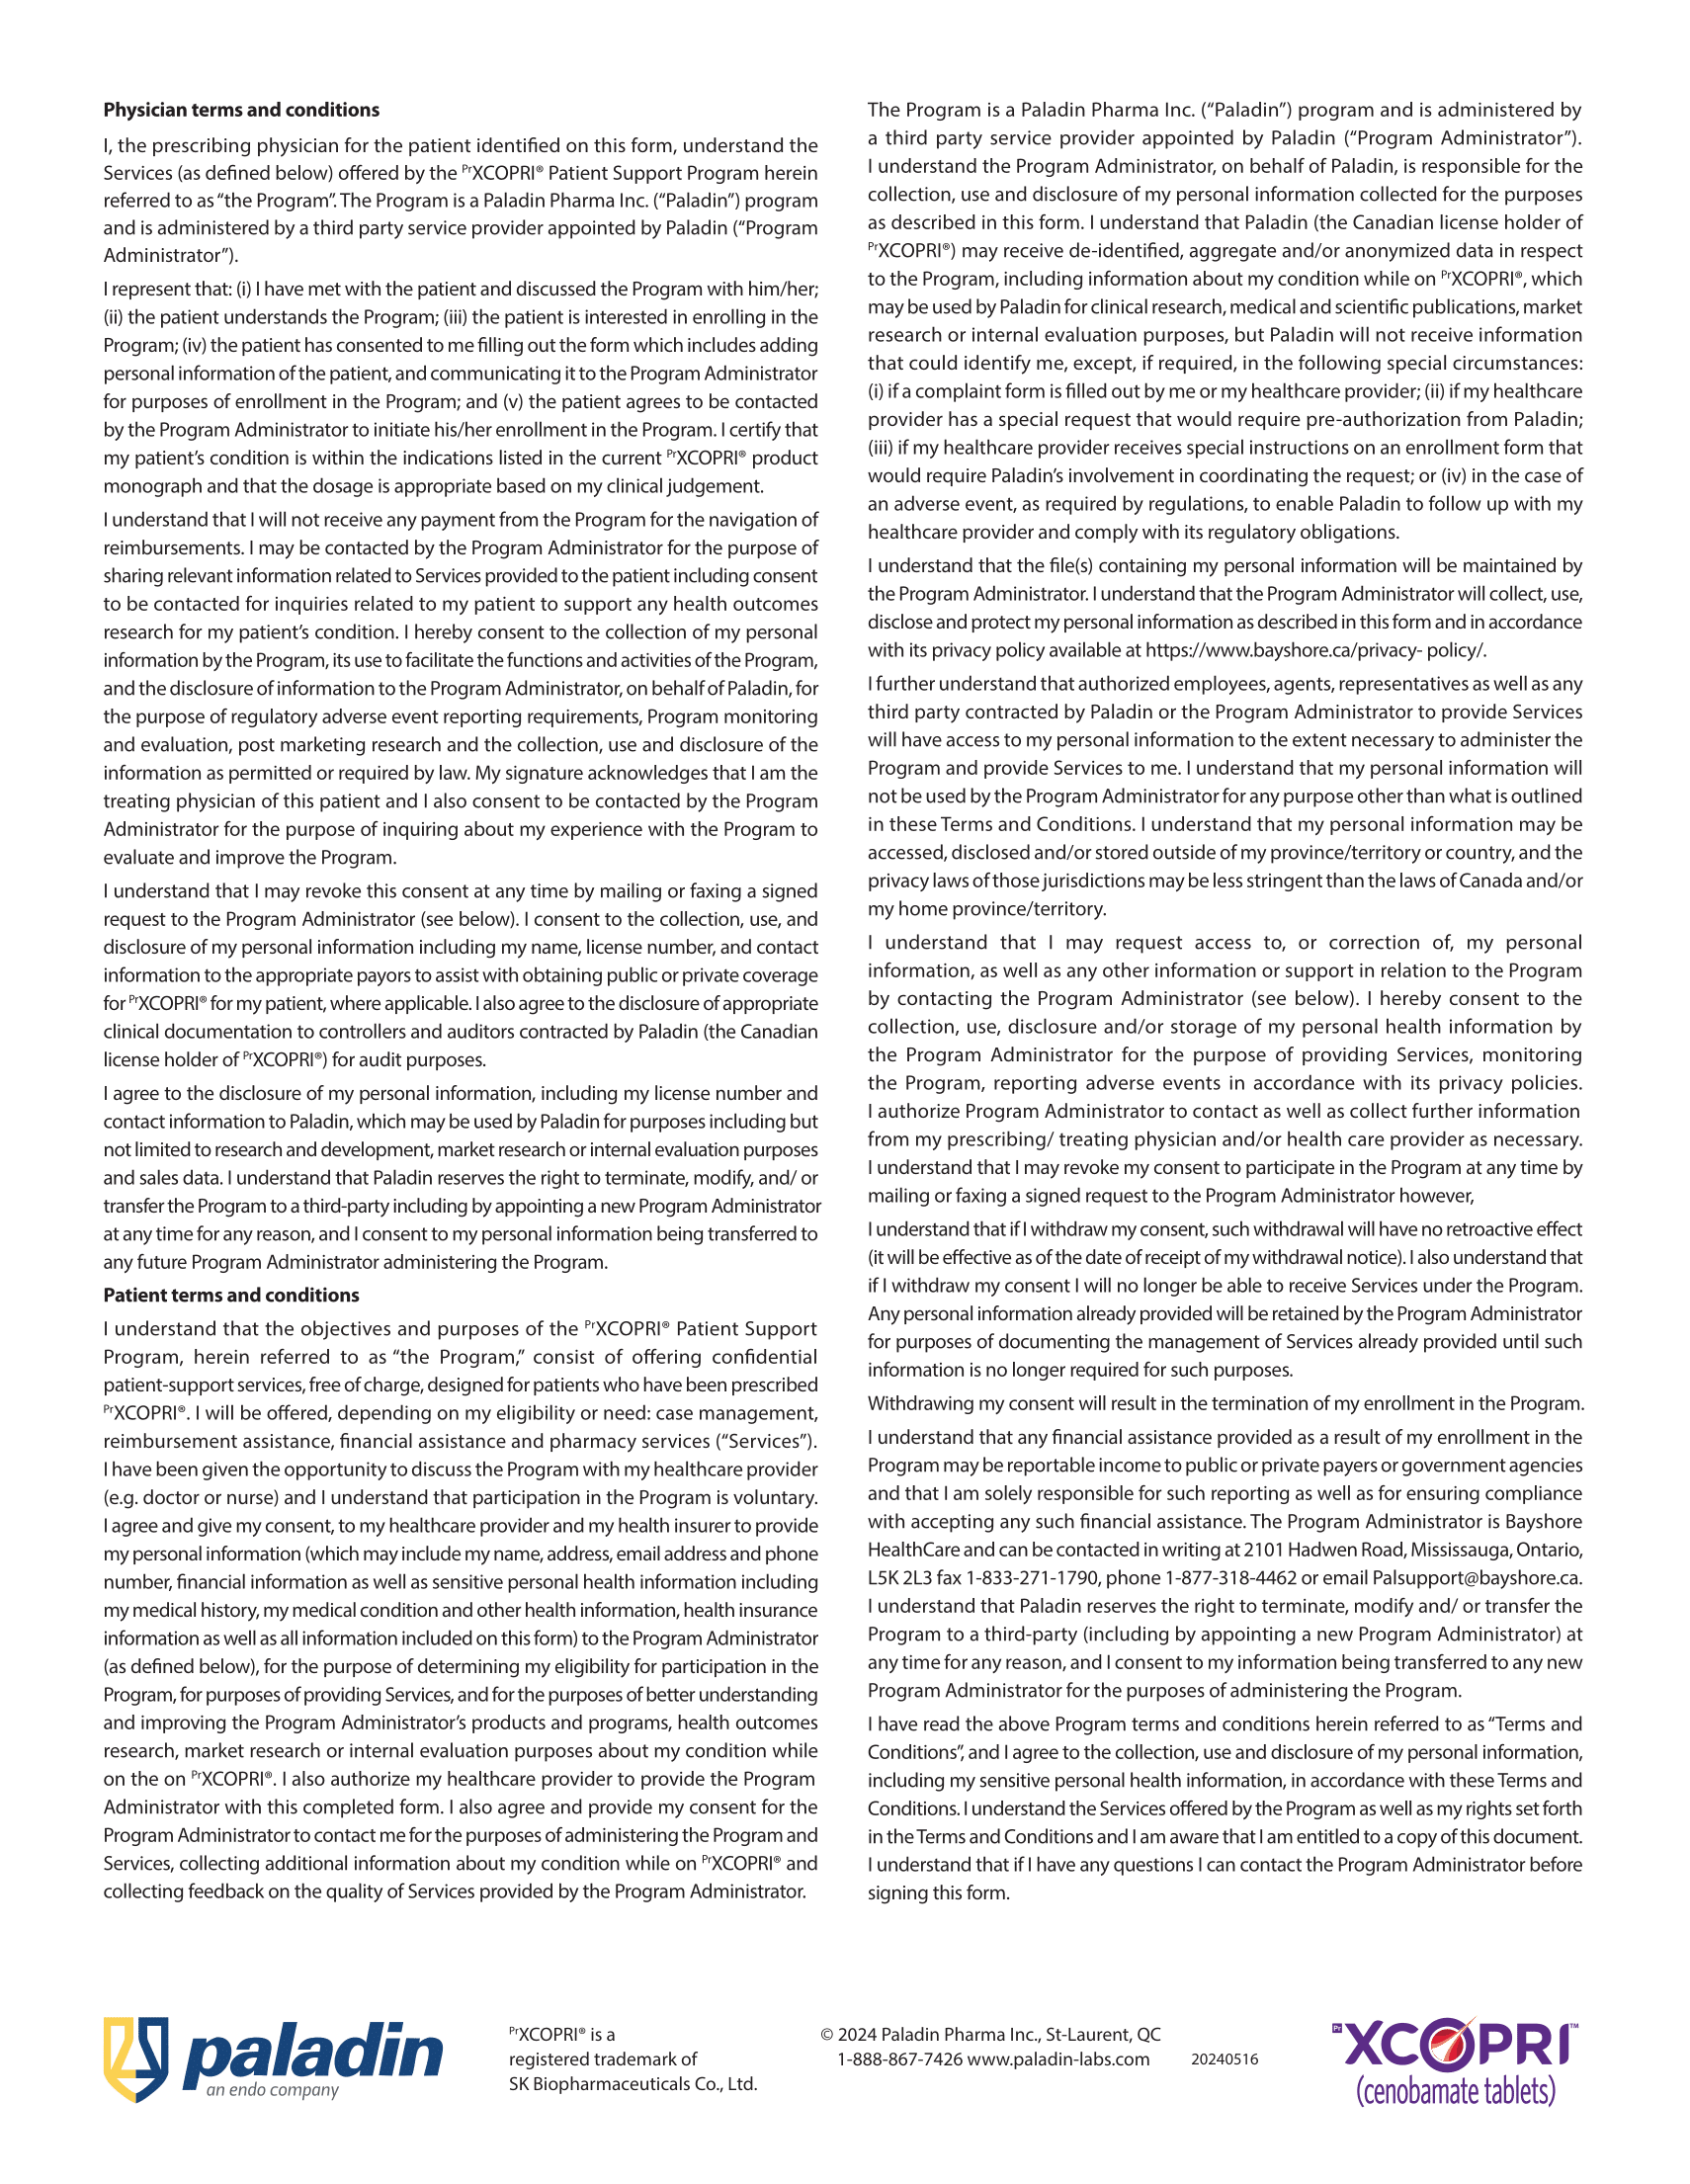 Physician terms and conditions
I, the prescribing physician for the patient identified on this form, understand the
Services (as defined below) offered by the PrXCOPRI® Patient Support Program herein
referred to as “the Program”. The Program is a Paladin Pharma Inc. (“Paladin”) program
and is administered by a third party service provider appointed by Paladin (“Program
Administrator”).
I represent that: (i) I have met with the patient and discussed the Program with him/her;
(ii) the patient understands the Program; (iii) the patient is interested in enrolling in the
Program; (iv) the patient has consented to me filling out the form which includes adding
personal information of the patient, and communicating it to the Program Administrator
for purposes of enrollment in the Program; and (v) the patient agrees to be contacted
by the Program Administrator to initiate his/her enrollment in the Program. I certify that
my patient’s condition is within the indications listed in the current PrXCOPRI® product
monograph and that the dosage is appropriate based on my clinical judgement.
I understand that I will not receive any payment from the Program for the navigation of
reimbursements. I may be contacted by the Program Administrator for the purpose of
sharing relevant information related to Services provided to the patient including consent
to be contacted for inquiries related to my patient to support any health outcomes
research for my patient’s condition. I hereby consent to the collection of my personal
information by the Program, its use to facilitate the functions and activities of the Program,
and the disclosure of information to the Program Administrator, on behalf of Paladin, for
the purpose of regulatory adverse event reporting requirements, Program monitoring
and evaluation, post marketing research and the collection, use and disclosure of the
information as permitted or required by law. My signature acknowledges that I am the
treating physician of this patient and I also consent to be contacted by the Program
Administrator for the purpose of inquiring about my experience with the Program to
evaluate and improve the Program.
I understand that I may revoke this consent at any time by mailing or faxing a signed
request to the Program Administrator (see below). I consent to the collection, use, and
disclosure of my personal information including my name, license number, and contact
information to the appropriate payors to assist with obtaining public or private coverage
for PrXCOPRI® for my patient, where applicable. I also agree to the disclosure of appropriate
clinical documentation to controllers and auditors contracted by Paladin (the Canadian
license holder of PrXCOPRI®) for audit purposes.
I agree to the disclosure of my personal information, including my license number and
contact information to Paladin, which may be used by Paladin for purposes including but
not limited to research and development, market research or internal evaluation purposes
and sales data. I understand that Paladin reserves the right to terminate, modify, and/ or
transfer the Program to a third-party including by appointing a new Program Administrator
at any time for any reason, and I consent to my personal information being transferred to
any future Program Administrator administering the Program.
Patient terms and conditions
I understand that the objectives and purposes of the PrXCOPRI® Patient Support
Program, herein referred to as “the Program,” consist of offering confidential
patient-support services, free of charge, designed for patients who have been prescribed
PrXCOPRI®. I will be offered, depending on my eligibility or need: case management,
reimbursement assistance, financial assistance and pharmacy services (“Services”).
I have been given the opportunity to discuss the Program with my healthcare provider
(e.g. doctor or nurse) and I understand that participation in the Program is voluntary.
I agree and give my consent, to my healthcare provider and my health insurer to provide
my personal information (which may include my name, address, email address and phone
number, financial information as well as sensitive personal health information including
my medical history, my medical condition and other health information, health insurance
information as well as all information included on this form) to the Program Administrator
(as defined below), for the purpose of determining my eligibility for participation in the
Program, for purposes of providing Services, and for the purposes of better understanding
and improving the Program Administrator’s products and programs, health outcomes
research, market research or internal evaluation purposes about my condition while
on the on PrXCOPRI®. I also authorize my healthcare provider to provide the Program
Administrator with this completed form. I also agree and provide my consent for the
Program Administrator to contact me for the purposes of administering the Program and
Services, collecting additional information about my condition while on PrXCOPRI® and
collecting feedback on the quality of Services provided by the Program Administrator.
The Program is a Paladin Pharma Inc. (“Paladin”) program and is administered by
a third party service provider appointed by Paladin (“Program Administrator”).
I understand the Program Administrator, on behalf of Paladin, is responsible for the
collection, use and disclosure of my personal information collected for the purposes
as described in this form. I understand that Paladin (the Canadian license holder of
PrXCOPRI®) may receive de-identified, aggregate and/or anonymized data in respect
to the Program, including information about my condition while on PrXCOPRI®, which
may be used by Paladin for clinical research, medical and scientific publications, market
research or internal evaluation purposes, but Paladin will not receive information
that could identify me, except, if required, in the following special circumstances:
(i) if a complaint form is filled out by me or my healthcare provider; (ii) if my healthcare
provider has a special request that would require pre-authorization from Paladin;
(iii) if my healthcare provider receives special instructions on an enrollment form that
would require Paladin’s involvement in coordinating the request; or (iv) in the case of
an adverse event, as required by regulations, to enable Paladin to follow up with my
healthcare provider and comply with its regulatory obligations.
I understand that the file(s) containing my personal information will be maintained by
the Program Administrator. I understand that the Program Administrator will collect, use,
disclose and protect my personal information as described in this form and in accordance
with its privacy policy available at https://www.bayshore.ca/privacy- policy/.
I further understand that authorized employees, agents, representatives as well as any
third party contracted by Paladin or the Program Administrator to provide Services
will have access to my personal information to the extent necessary to administer the
Program and provide Services to me. I understand that my personal information will
not be used by the Program Administrator for any purpose other than what is outlined
in these Terms and Conditions. I understand that my personal information may be
accessed, disclosed and/or stored outside of my province/territory or country, and the
privacy laws of those jurisdictions may be less stringent than the laws of Canada and/or
my home province/territory.
I understand that I may request access to, or correction of, my personal
information, as well as any other information or support in relation to the Program
by contacting the Program Administrator (see below). I hereby consent to the
collection, use, disclosure and/or storage of my personal health information by
the Program Administrator for the purpose of providing Services, monitoring
the Program, reporting adverse events in accordance with its privacy policies.
I authorize Program Administrator to contact as well as collect further information
from my prescribing/ treating physician and/or health care provider as necessary.
I understand that I may revoke my consent to participate in the Program at any time by
mailing or faxing a signed request to the Program Administrator however,
I understand that if I withdraw my consent, such withdrawal will have no retroactive effect
(it will be effective as of the date of receipt of my withdrawal notice). I also understand that
if I withdraw my consent I will no longer be able to receive Services under the Program.
Any personal information already provided will be retained by the Program Administrator
for purposes of documenting the management of Services already provided until such
information is no longer required for such purposes.
Withdrawing my consent will result in the termination of my enrollment in the Program.
I understand that any financial assistance provided as a result of my enrollment in the
Program may be reportable income to public or private payers or government agencies
and that I am solely responsible for such reporting as well as for ensuring compliance
with accepting any such financial assistance. The Program Administrator is Bayshore
HealthCare and can be contacted in writing at 2101 Hadwen Road, Mississauga, Ontario,
L5K 2L3 fax 1-833-271-1790, phone 1-877-318-4462 or email Palsupport@bayshore.ca.
I understand that Paladin reserves the right to terminate, modify and/ or transfer the
Program to a third-party (including by appointing a new Program Administrator) at
any time for any reason, and I consent to my information being transferred to any new
Program Administrator for the purposes of administering the Program.
I have read the above Program terms and conditions herein referred to as “Terms and
Conditions”, and I agree to the collection, use and disclosure of my personal information,
including my sensitive personal health information, in accordance with these Terms and
Conditions. I understand the Services offered by the Program as well as my rights set forth
in the Terms and Conditions and I am aware that I am entitled to a copy of this document.
I understand that if I have any questions I can contact the Program Administrator before
signing this form.
paladin
an endo company
PrXCOPRI® is a
registered trademark of
SK Biopharmaceuticals Co., Ltd.
© 2024 Paladin Pharma Inc., St-Laurent, QC
1-888-867-7426 www.paladin-labs.com
20240516
Pr XCOPRI™
(cenobamate tablets)